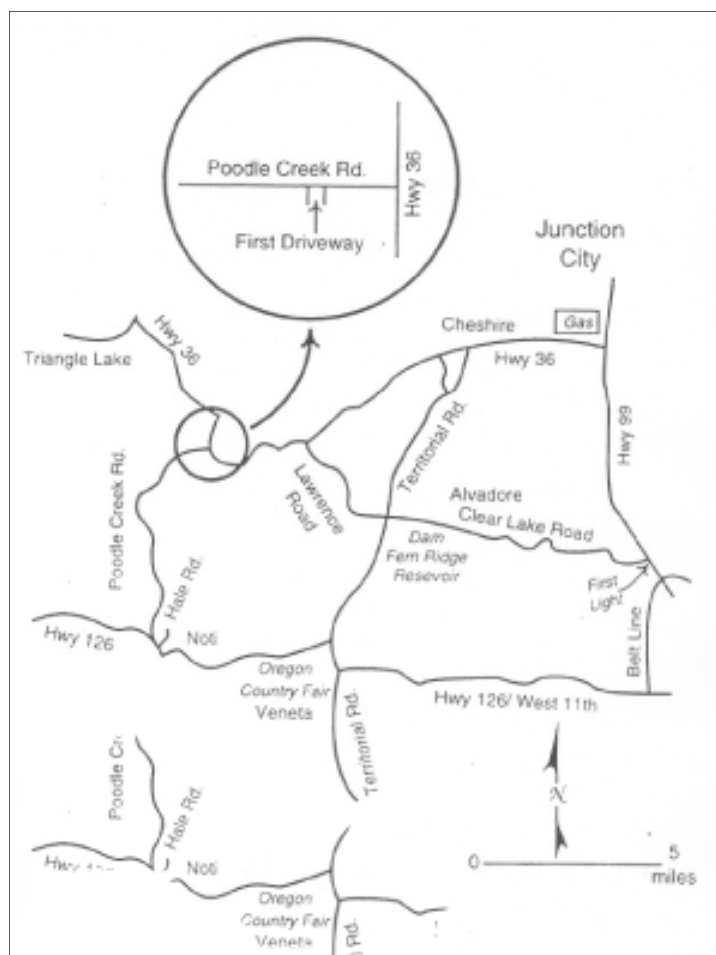 Poodle Creek Rd.
Hwy 36
First Driveway
Junction
City
Gas
Cheshire
Hwy 36
Hwy 36
Triangle Lake
Territorial Rd.
Hwy 99
Lawrence
Road
Alvadore
Clear Lake Road
Poodle Creek Rd.
Dam
Fern Ridge
Resevoir
First
Light
Hale Rd.
Belt Line
Hwy 126
Noti
Oregon
Country Fair
Veneta
Hwy 126/ West 11th
Territorial Rd.
N
0 5
miles
Poodle Cr
Hale Rd.
Noti
Oregon
Country Fair
Veneta
Rd.